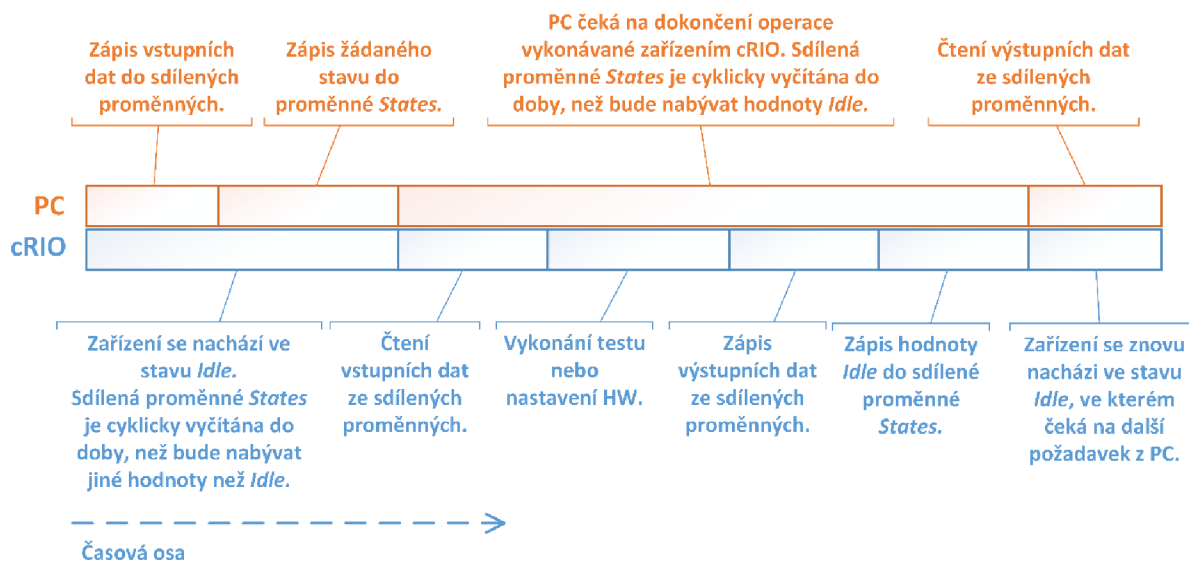 Zápis vstupních
dat do sdílených
proměnných.
Zápis žádaného
stavu do
proměnné States.
PC čeká na dokončení operace
vykonávané zařízením cRIO. Sdílená
proměnné States je cyklicky vyčítána do
doby, než bude nabývat hodnoty Idle.
Čtení výstupních dat
ze sdílených
proměnných.
PC
cRIO
Zařízení se nachází ve
stavu Idle.
Sdílená proměnné States
je cyklicky vyčítána do
doby, než bude nabývat
jiné hodnoty než Idle.
Čtení
vstupních dat
ze sdílených
proměnných.
Vykonání testu
nebo
nastavení HW.
Zápis
výstupních dat
ze sdílených
proměnných.
Zápis hodnoty
Idle do sdílené
proměnné
States.
Zařízení se znovu
nacházi ve stavu
Idle, ve kterém
čeká na další
požadavek z PC.
Časová osa